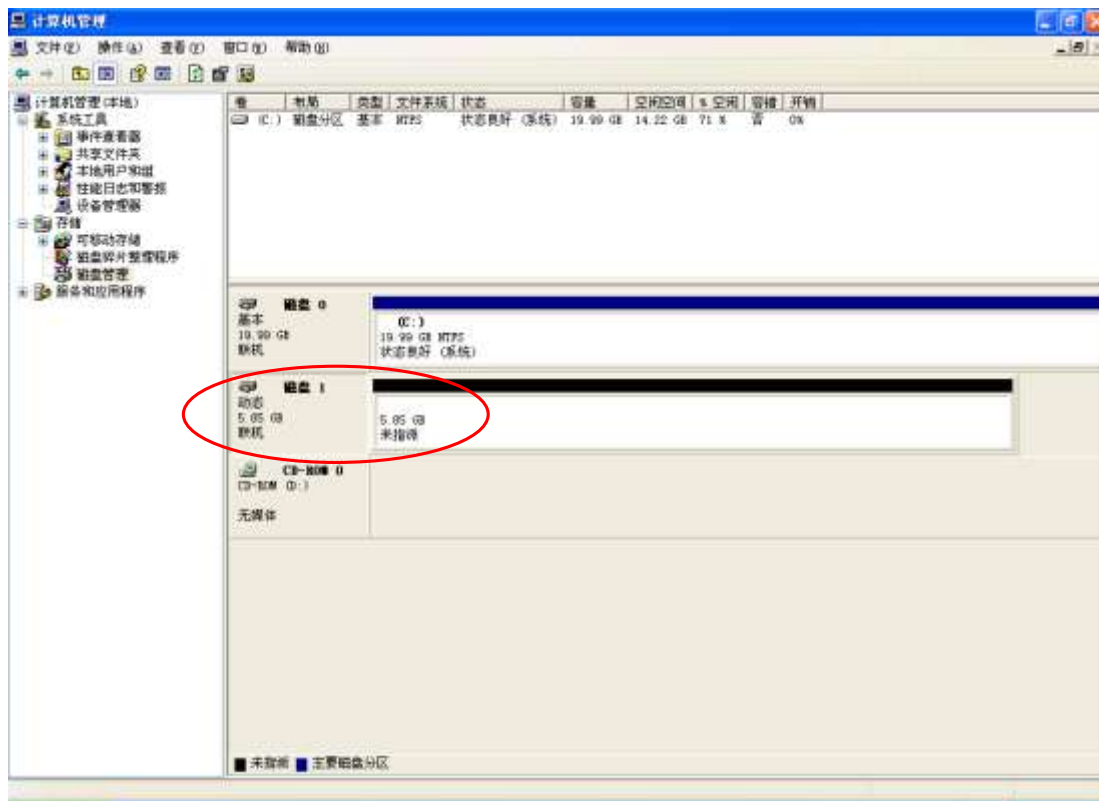 计算机管理
文件(F) 操作(A) 查看(V) 窗口(W) 帮助(H)
计算机管理(本地)
系统工具
事件查看器
共享文件夹
本地用户和组
性能日志和警报
设备管理器
存储
可移动存储
磁盘碎片整理程序
磁盘管理
服务和应用程序
卷 布局 类型 文件系统 状态 容量 空闲空间 % 空闲 容错 开销
(C:) 磁盘分区 基本 NTFS 状态良好 (系统) 19.99 GB 14.22 GB 71 % 否 0%
磁盘 0
基本
19.99 GB
联机
(C:)
19.99 GB NTFS
状态良好 (系统)
磁盘 1
动态
5.85 GB
联机
5.85 GB
未指派
CD-ROM 0
CD-ROM (D:)
无媒体
未指派 主要磁盘分区